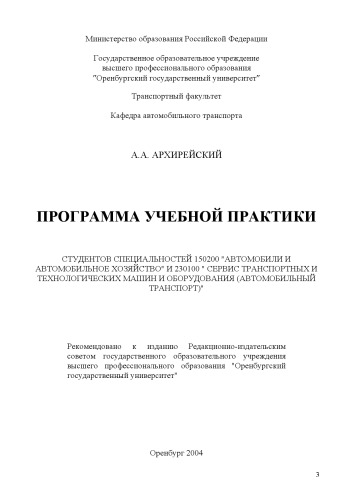 Министерство образования Российской Федерации
Государственное образовательное учреждение
высшего профессионального образования
"Оренбургский государственный университет"
Транспортный факультет
Кафедра автомобильного транспорта
А.А. АРХИРЕЙСКИЙ
ПРОГРАММА УЧЕБНОЙ ПРАКТИКИ
СТУДЕНТОВ СПЕЦИАЛЬНОСТЕЙ 150200 "АВТОМОБИЛИ И
АВТОМОБИЛЬНОЕ ХОЗЯЙСТВО" И 230100 " СЕРВИС ТРАНСПОРТНЫХ И
ТЕХНОЛОГИЧЕСКИХ МАШИН И ОБОРУДОВАНИЯ (АВТОМОБИЛЬНЫЙ
ТРАНСПОРТ)"
Рекомендовано к изданию Редакционно-издательским
советом государственного образовательного учреждения
высшего профессионального образования "Оренбургский
государственный университет"
Оренбург 2004
3